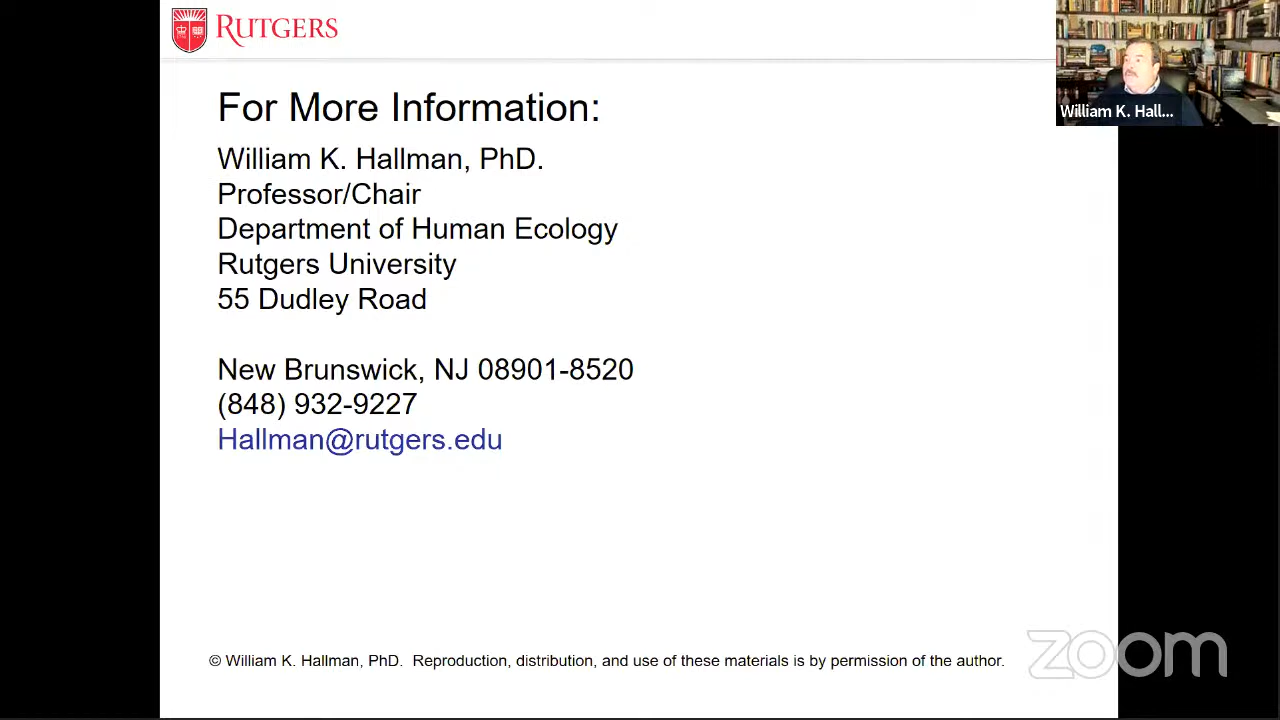 RUTGERS
For More Information:
William K. Hallman, PhD.
Professor/Chair
Department of Human Ecology
Rutgers University
55 Dudley Road
New Brunswick, NJ 08901-8520
(848) 932-9227
Hallman@rutgers.edu
© William K. Hallman, PhD.  Reproduction, distribution, and use of these materials is by permission of the author.
William K. Hall...
zoom